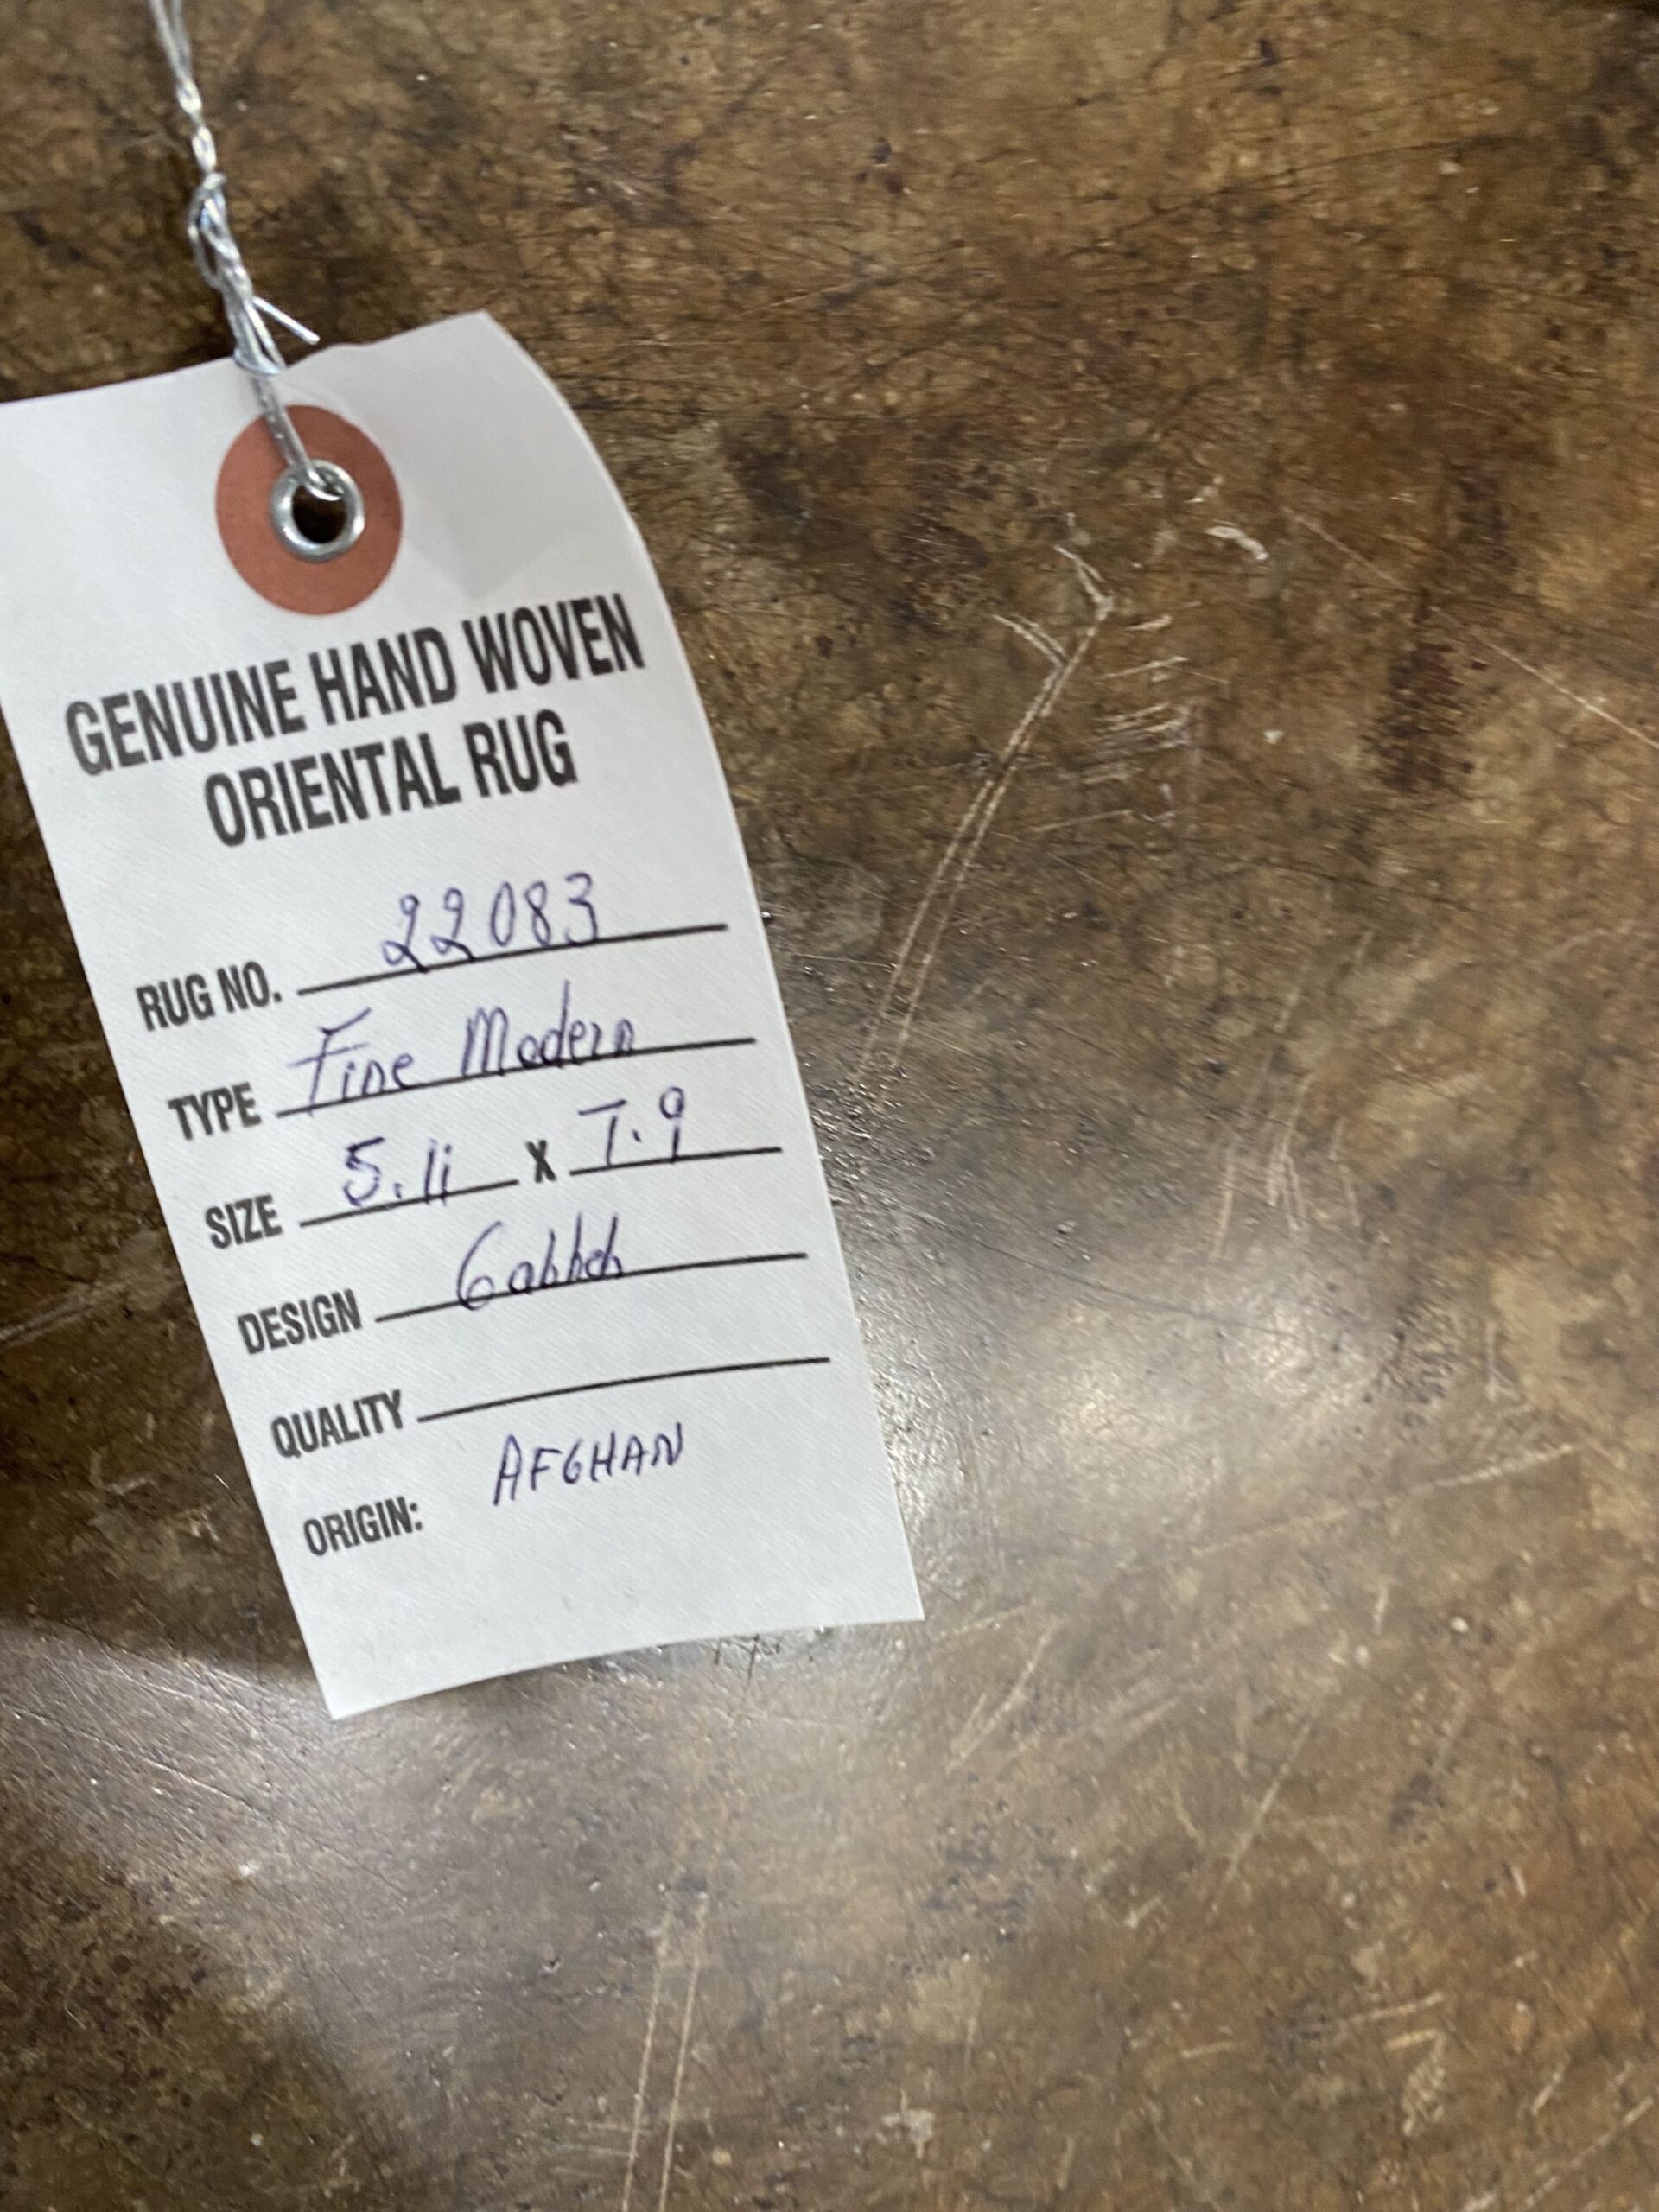 GENUINE HAND WOVEN
ORIENTAL RUG
RUG NO. 22083
TYPE Fine Modern
SIZE 5.11 X 7.9
DESIGN Gabbeh
QUALITY
ORIGIN: AFGHAN